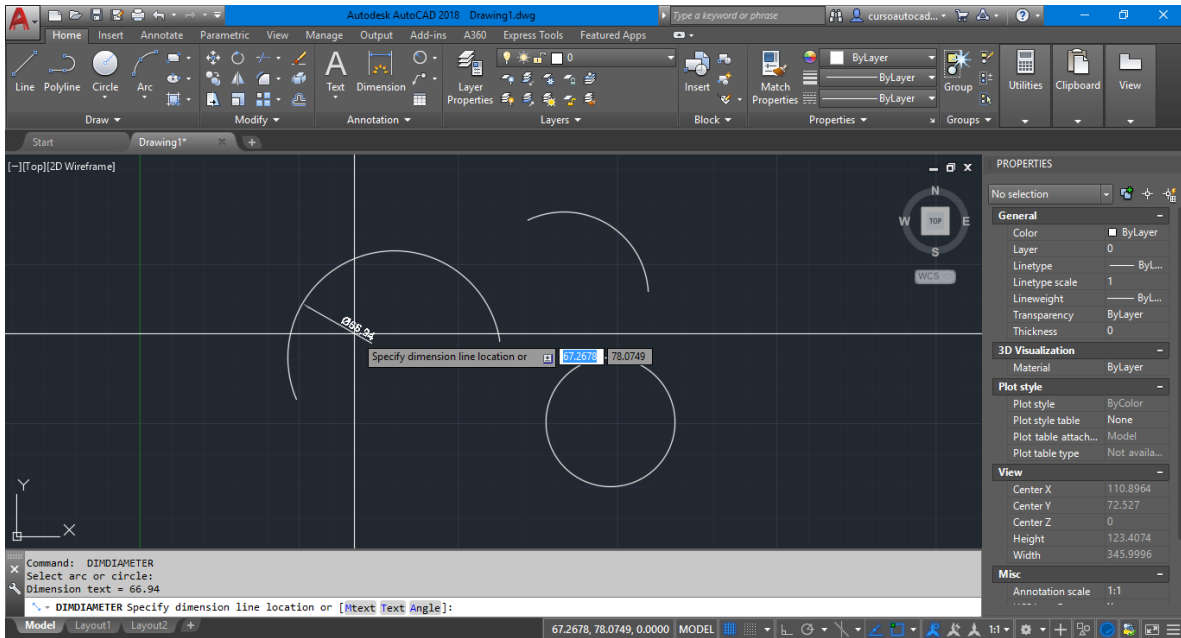 Autodesk AutoCAD 2018 Drawing1.dwg
Type a keyword or phrase
cursoautocad...
Home Insert Annotate Parametric View Manage Output Add-ins A360 Express Tools Featured Apps
0
ByLayer
ByLayer
ByLayer
Line Polyline Circle Arc
Text Dimension
Layer Properties
Insert
Match Properties
Group
Utilities Clipboard View
Draw Modify Annotation Layers Block Properties Groups
Start Drawing1* +
[–][Top][2D Wireframe]
N
W TOP E
S
WCS
Ø66.94
Specify dimension line location or 67.2678 78.0749
Y
X
PROPERTIES
No selection
General
Color ByLayer
Layer 0
Linetype ByL...
Linetype scale 1
Lineweight ByL...
Transparency ByLayer
Thickness 0
3D Visualization
Material ByLayer
Plot style
Plot style ByColor
Plot style table None
Plot table attach... Model
Plot table type Not availa...
View
Center X 110.8964
Center Y 72.527
Center Z 0
Height 123.4074
Width 345.9996
Misc
Annotation scale 1:1
Command: DIMDIAMETER
Select arc or circle:
Dimension text = 66.94
DIMDIAMETER Specify dimension line location or [Mtext Text Angle]:
Model Layout1 Layout2 +
67.2678, 78.0749, 0.0000 MODEL 1:1